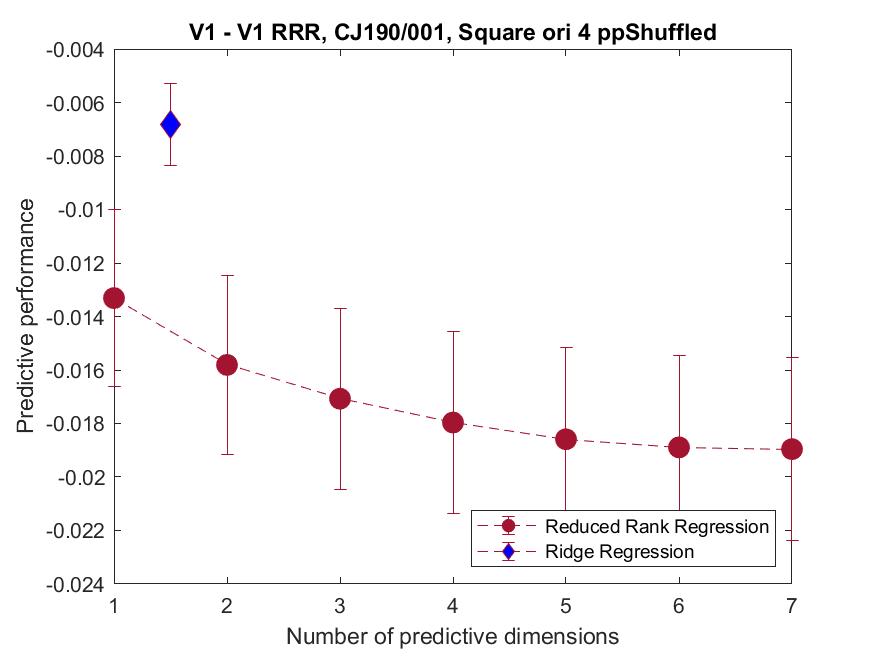 V1 - V1 RRR, CJ190/001, Square ori 4 ppShuffled
Predictive performance
-0.004
-0.006
-0.008
-0.01
-0.012
-0.014
-0.016
-0.018
-0.02
-0.022
-0.024
Reduced Rank Regression
Ridge Regression
1 2 3 4 5 6 7
Number of predictive dimensions